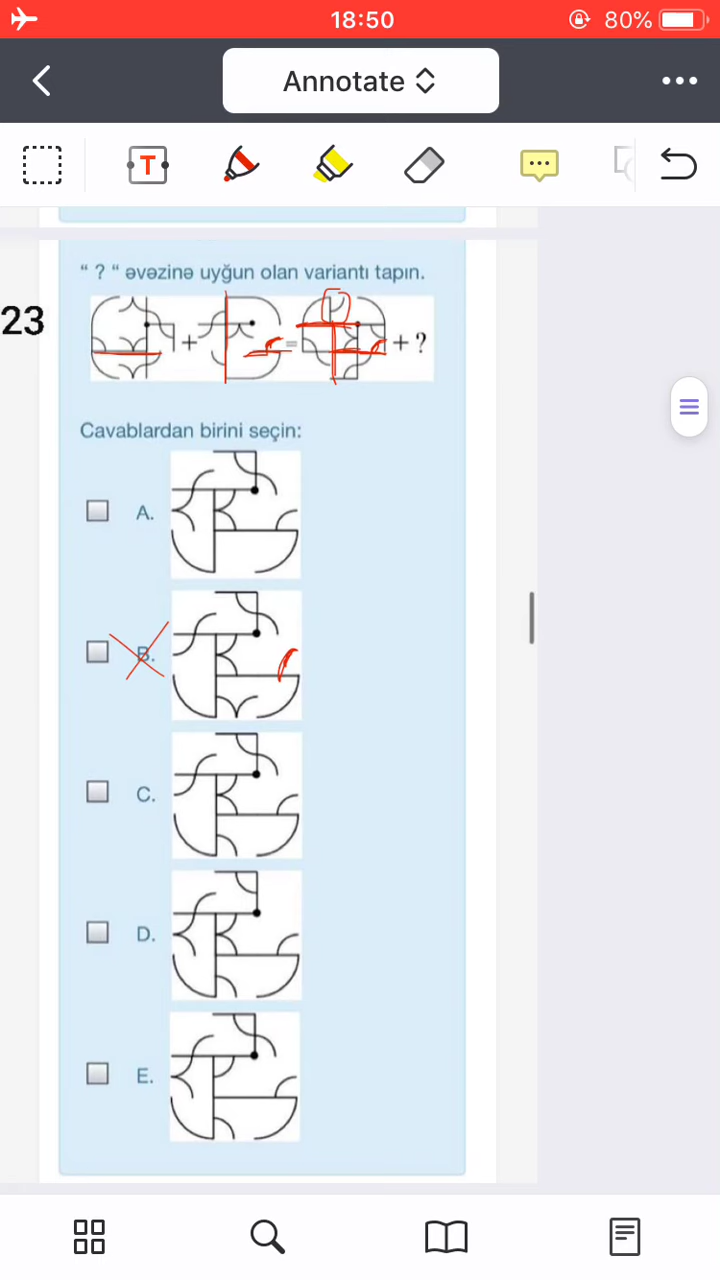 18:50
80%
Annotate
T
23
" ? " əvəzinə uyğun olan variantı tapın.
+ = + ?
Cavablardan birini seçin:
A.
B.
C.
D.
E.